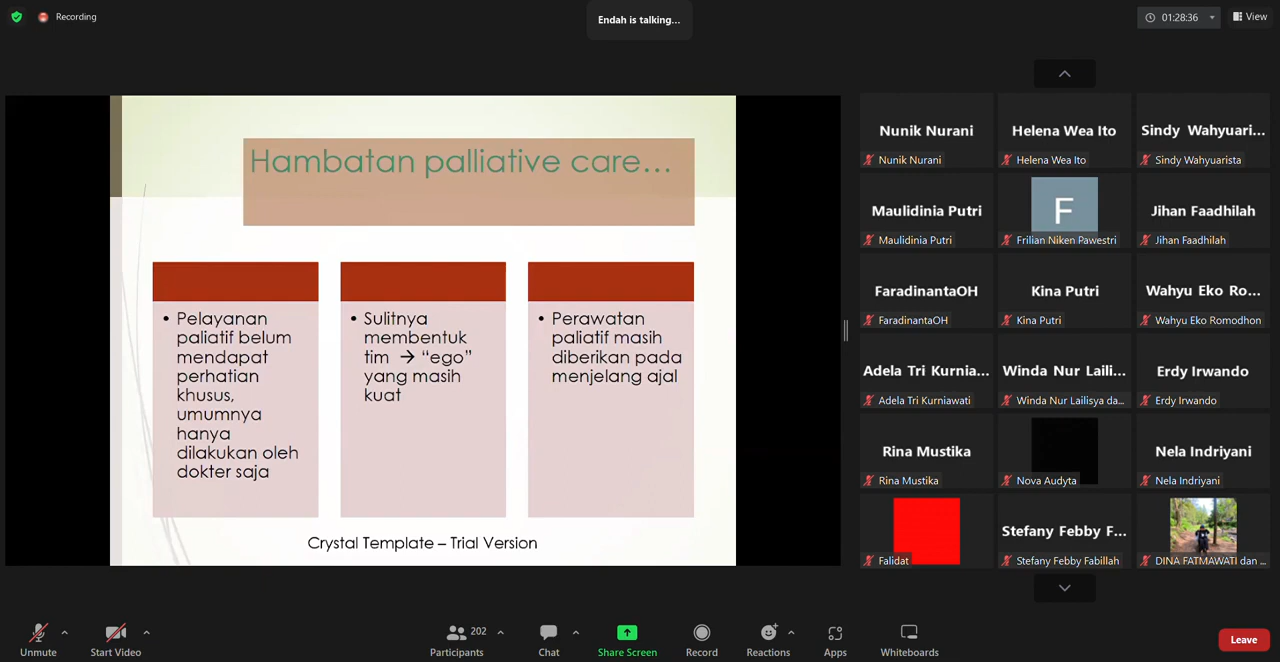 Recording
Endah is talking...
01:28:36
View
Hambatan palliative care...
• Pelayanan
paliatif belum
mendapat
perhatian
khusus,
umumnya
hanya
dilakukan oleh
dokter saja
• Sulitnya
membentuk
tim → “ego”
yang masih
kuat
• Perawatan
paliatif masih
diberikan pada
menjelang ajal
Crystal Template – Trial Version
Nunik Nurani
Nunik Nurani
Helena Wea Ito
Helena Wea Ito
Sindy Wahyuari...
Sindy Wahyuarista
Maulidinia Putri
Maulidinia Putri
F
Frilian Niken Pawestri
Jihan Faadhilah
Jihan Faadhilah
FaradinantaOH
FaradinantaOH
Kina Putri
Kina Putri
Wahyu Eko Ro...
Wahyu Eko Romodhon
Adela Tri Kurnia...
Adela Tri Kurniawati
Winda Nur Laili...
Winda Nur Lailisya da...
Erdy Irwando
Erdy Irwando
Rina Mustika
Rina Mustika
Nova Audyta
Nela Indriyani
Nela Indriyani
Falidat
Stefany Febby F...
Stefany Febby Fabillah
DINA FATMAWATI dan ...
Unmute
Start Video
202
Participants
Chat
Share Screen
Record
Reactions
Apps
Whiteboards
Leave